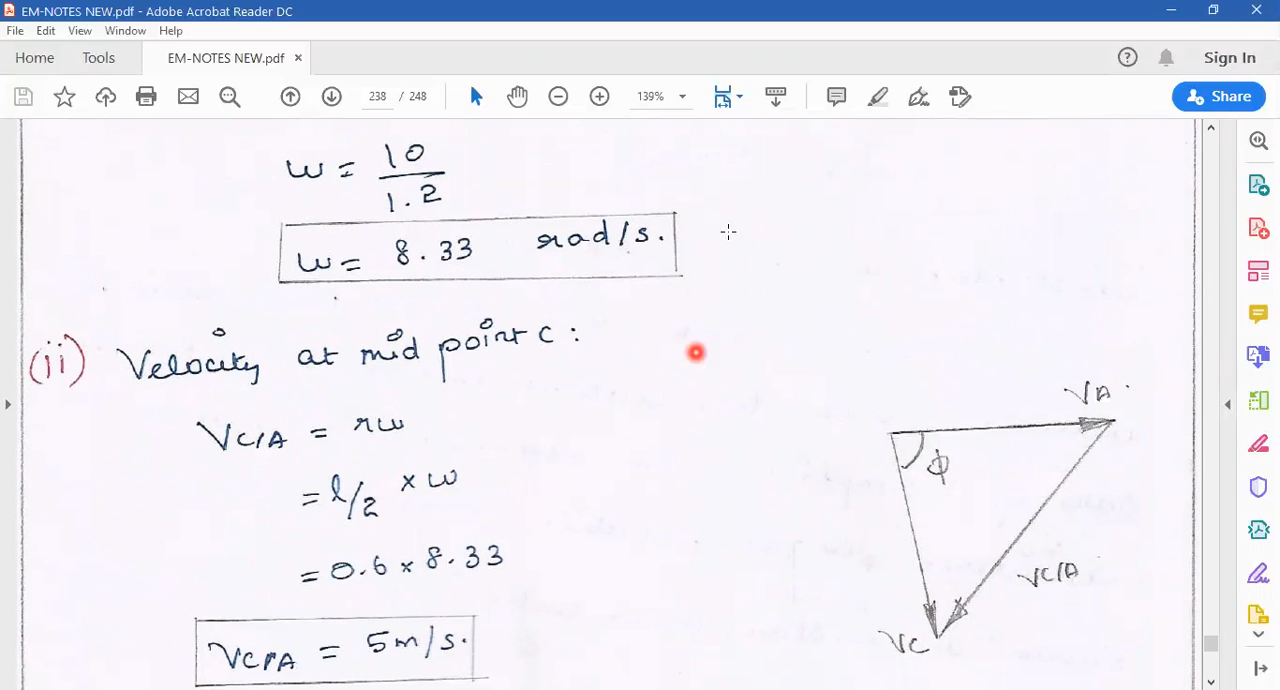 EM-NOTES NEW.pdf - Adobe Acrobat Reader DC
File Edit View Window Help
Home Tools EM-NOTES NEW.pdf × Sign In
238 / 248 139% Share
W = 10
1.2
W = 8.33 rad/s.
(ii) Velocity at mid point C :
VC/A = rω
= l/2 × ω
= 0.6 × 8.33
VC/A = 5m/s.
VA
φ
VC/A
VC